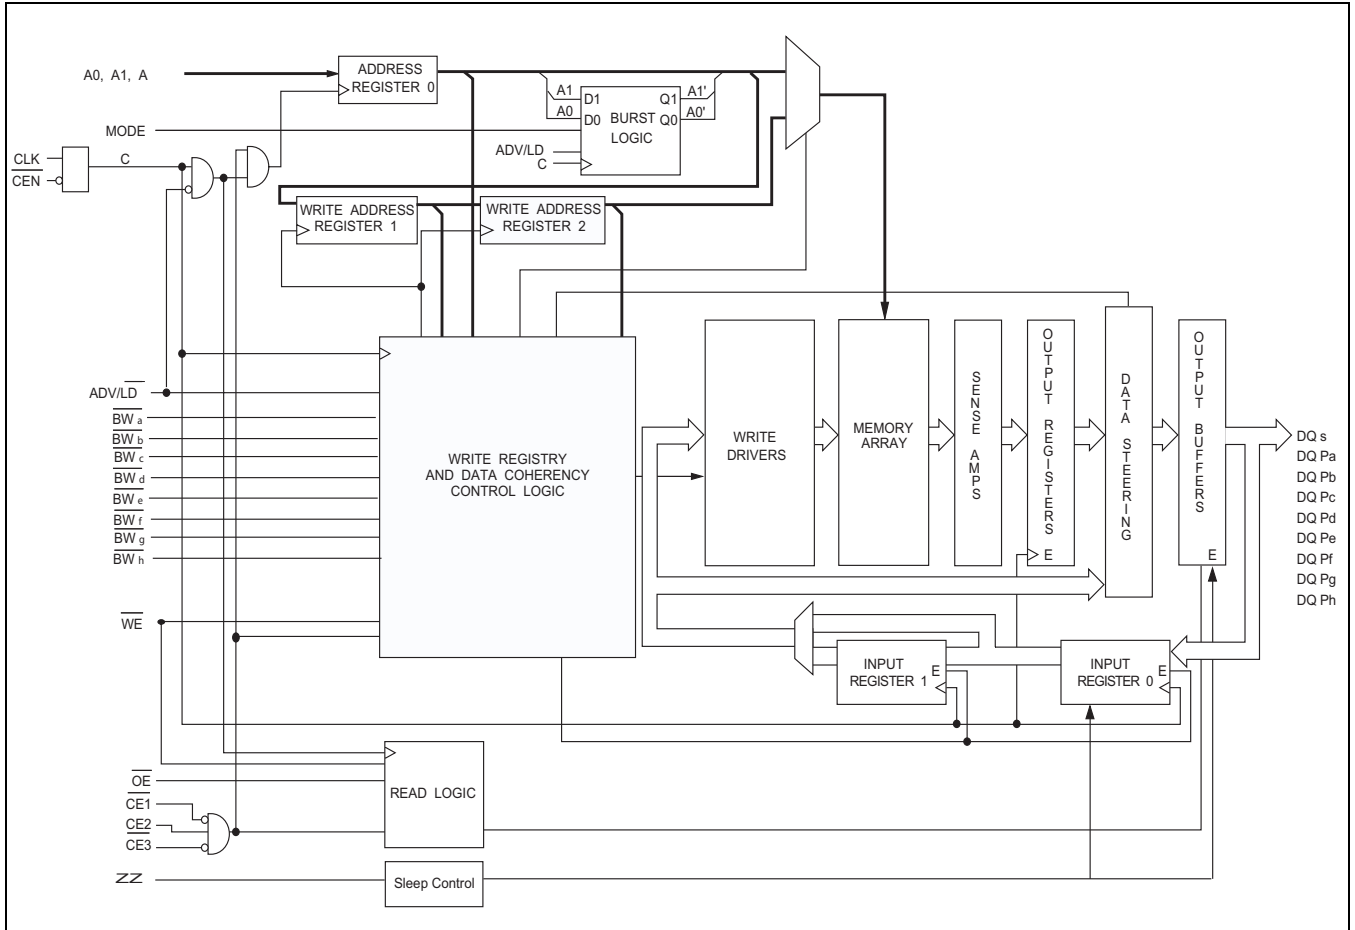 A0, A1, A
ADDRESS
REGISTER 0
MODE
A1
A0
D1
D0
BURST
LOGIC
Q1
Q0
A1'
A0'
ADV/LD
C
CLK
CEN
C
WRITE ADDRESS
REGISTER 1
WRITE ADDRESS
REGISTER 2
ADV/LD
BW a
BW b
BW c
BW d
BW e
BW f
BW g
BW h
WE
WRITE REGISTRY
AND DATA COHERENCY
CONTROL LOGIC
WRITE
DRIVERS
MEMORY
ARRAY
SENSE AMPS
OUTPUT REGISTERS
E
DATA STEERING
OUTPUT BUFFERS
E
DQ s
DQ Pa
DQ Pb
DQ Pc
DQ Pd
DQ Pe
DQ Pf
DQ Pg
DQ Ph
INPUT
REGISTER 1
E
INPUT
REGISTER 0
E
OE
CE1
CE2
CE3
READ LOGIC
ZZ
Sleep Control